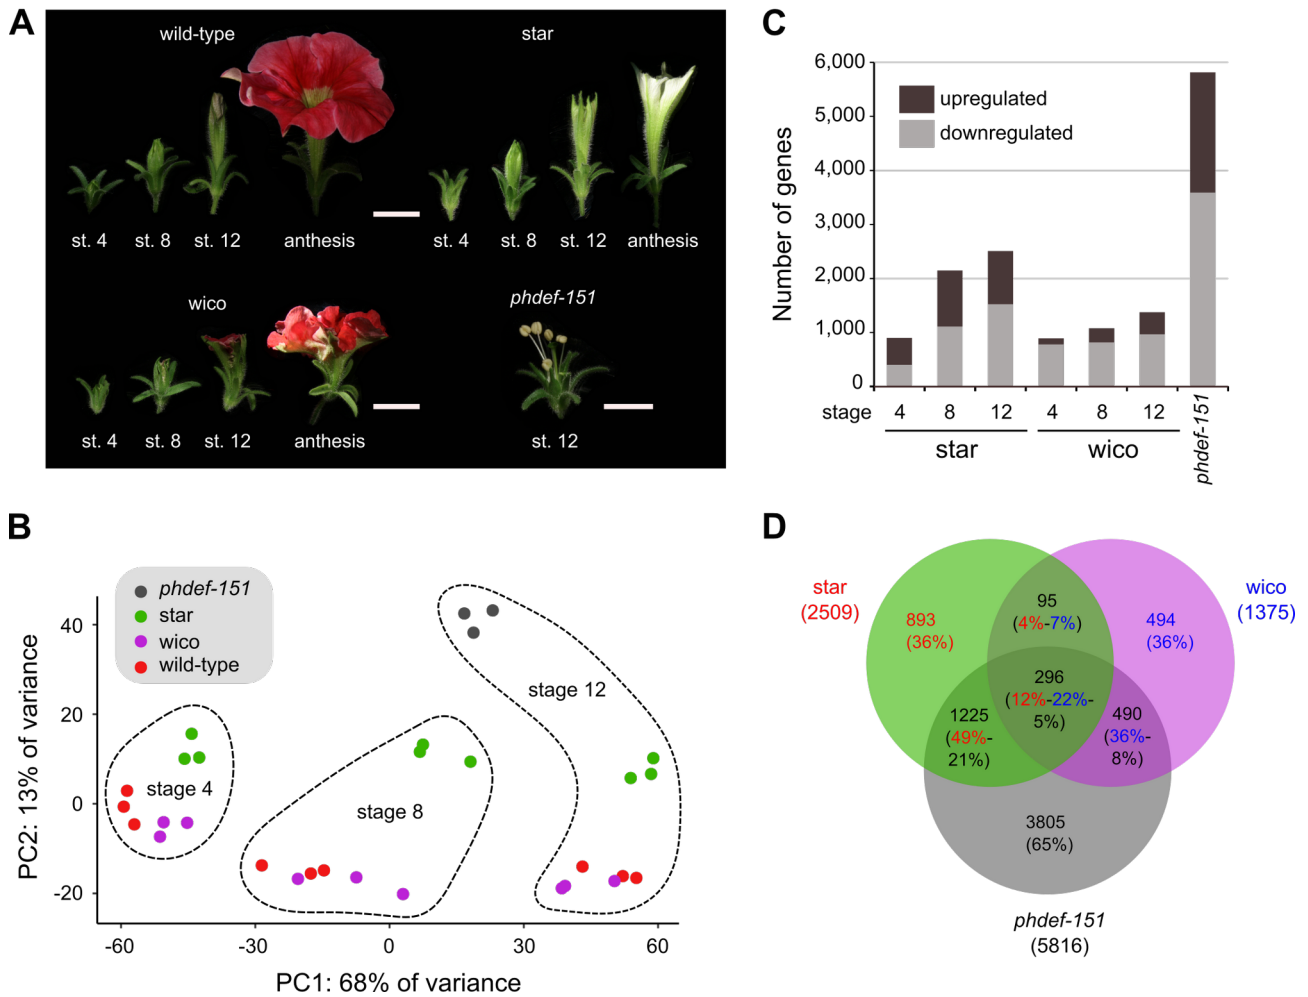 A
wild-type
star
st. 4
st. 8
st. 12
anthesis
st. 4
st. 8
st. 12
anthesis
wico
phdef-151
st. 4
st. 8
st. 12
anthesis
st. 12
B
phdef-151
star
wico
wild-type
PC2: 13% of variance
40
20
0
-20
stage 4
stage 8
stage 12
-60
-30
0
30
60
PC1: 68% of variance
C
Number of genes
6,000
5,000
4,000
3,000
2,000
1,000
0
upregulated
downregulated
stage
4
8
12
4
8
12
star
wico
phdef-151
D
star
(2509)
wico
(1375)
893
(36%)
95
(4%-7%)
494
(36%)
296
(12%-22%-
5%)
1225
(49%-
21%)
490
(36%-
8%)
3805
(65%)
phdef-151
(5816)